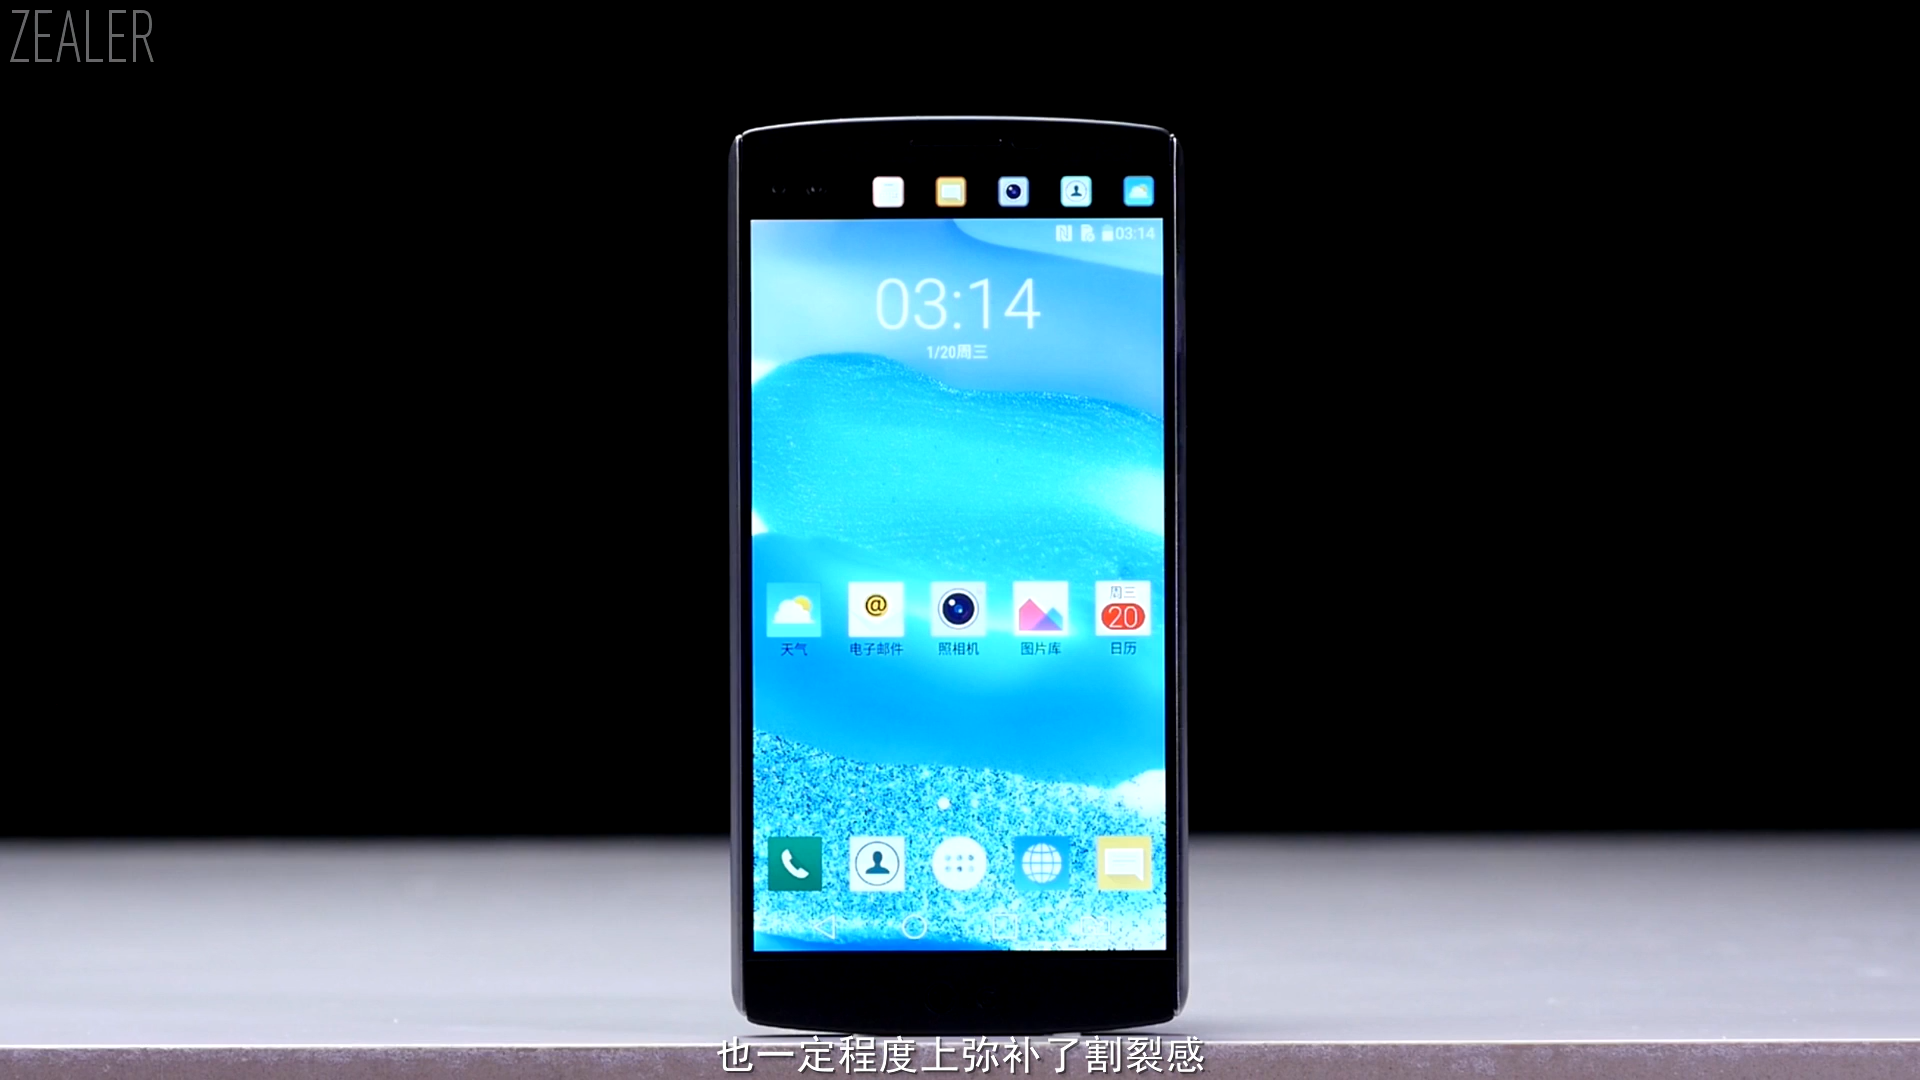 ZEALER
03:14
03:14
1/20周三
@
周三
20
天气
电子邮件
照相机
图片库
日历
也一定程度上弥补了割裂感